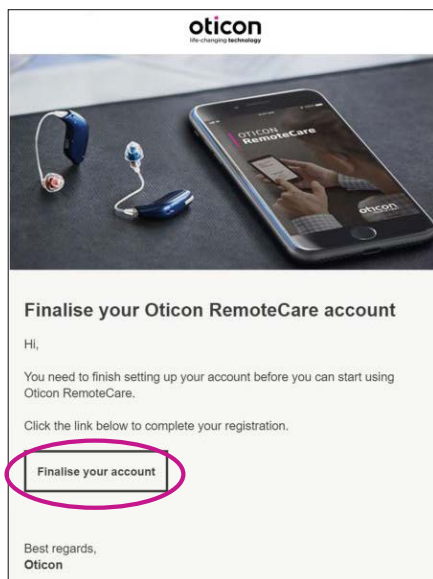 oticon
life-changing technology
OTICON
RemoteCare
oticon
Finalise your Oticon RemoteCare account
Hi,
You need to finish setting up your account before you can start using
Oticon RemoteCare.
Click the link below to complete your registration.
Finalise your account
Best regards,
Oticon